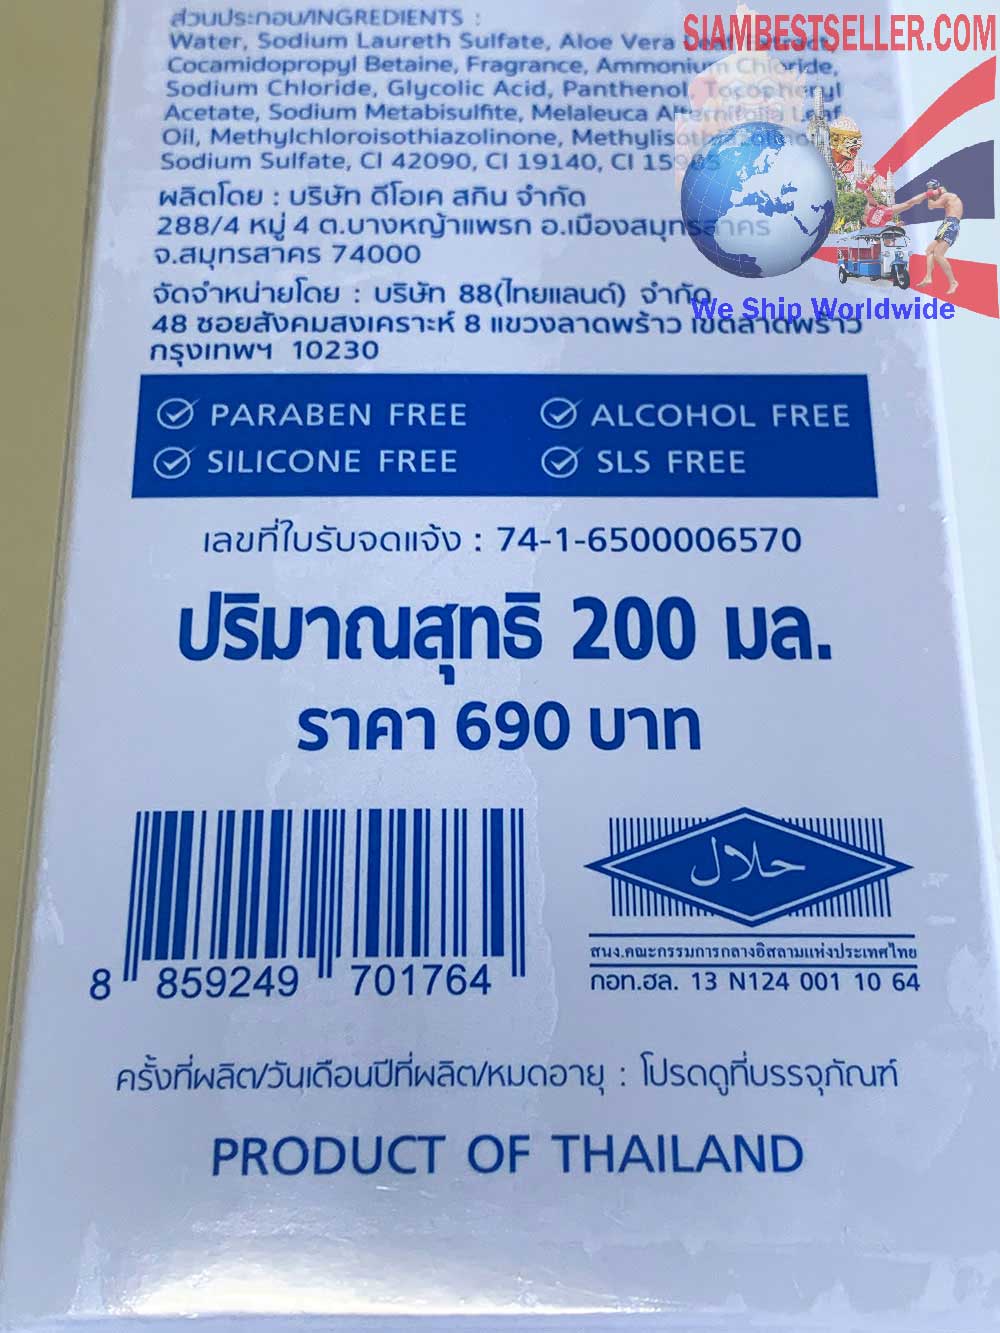 ส่วนประกอบ/INGREDIENTS :
Water, Sodium Laureth Sulfate, Aloe Vera Leaf Extract,
Cocamidopropyl Betaine, Fragrance, Ammonium Chloride,
Sodium Chloride, Glycolic Acid, Panthenol, Tocopheryl
Acetate, Sodium Metabisulfite, Melaleuca Alternifolia Leaf
Oil, Methylchloroisothiazolinone, Methylisothiazolinone,
Sodium Sulfate, CI 42090, CI 19140, CI 15985
ผลิตโดย : บริษัท ดีโอเค สกิน จำกัด
288/4 หมู่ 4 ต.บางหญ้าแพรก อ.เมืองสมุทรสาคร
จ.สมุทรสาคร 74000
จัดจำหน่ายโดย : บริษัท 88(ไทยแลนด์) จำกัด
48 ซอยสังคมสงเคราะห์ 8 แขวงลาดพร้าว เขตลาดพร้าว
กรุงเทพฯ 10230
PARABEN FREE ALCOHOL FREE
SILICONE FREE SLS FREE
เลขที่ใบรับจดแจ้ง : 74-1-6500006570
ปริมาณสุทธิ 200 มล.
ราคา 690 บาท
8 859249 701764
حلال
สนง.คณะกรรมการกลางอิสลามแห่งประเทศไทย
กอท.ฮล. 13 N124 001 10 64
ครั้งที่ผลิต/วันเดือนปีที่ผลิต/หมดอายุ : โปรดดูที่บรรจุภัณฑ์
PRODUCT OF THAILAND
SIAMBESTSELLER.COM
We Ship Worldwide